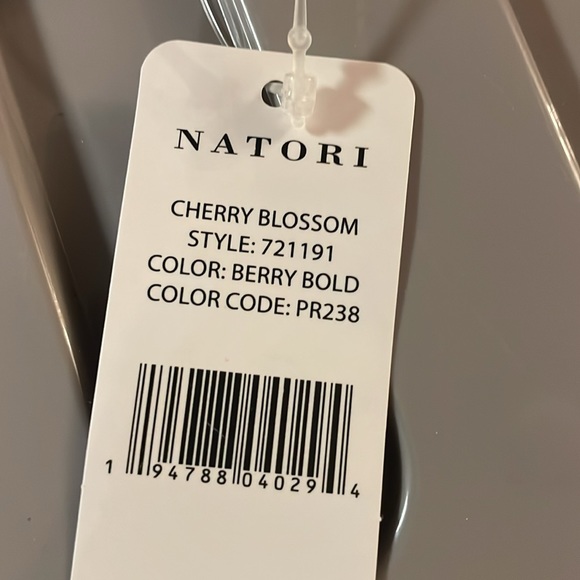 NATORI
CHERRY BLOSSOM
STYLE: 721191
COLOR: BERRY BOLD
COLOR CODE: PR238
1 94788 04029 4